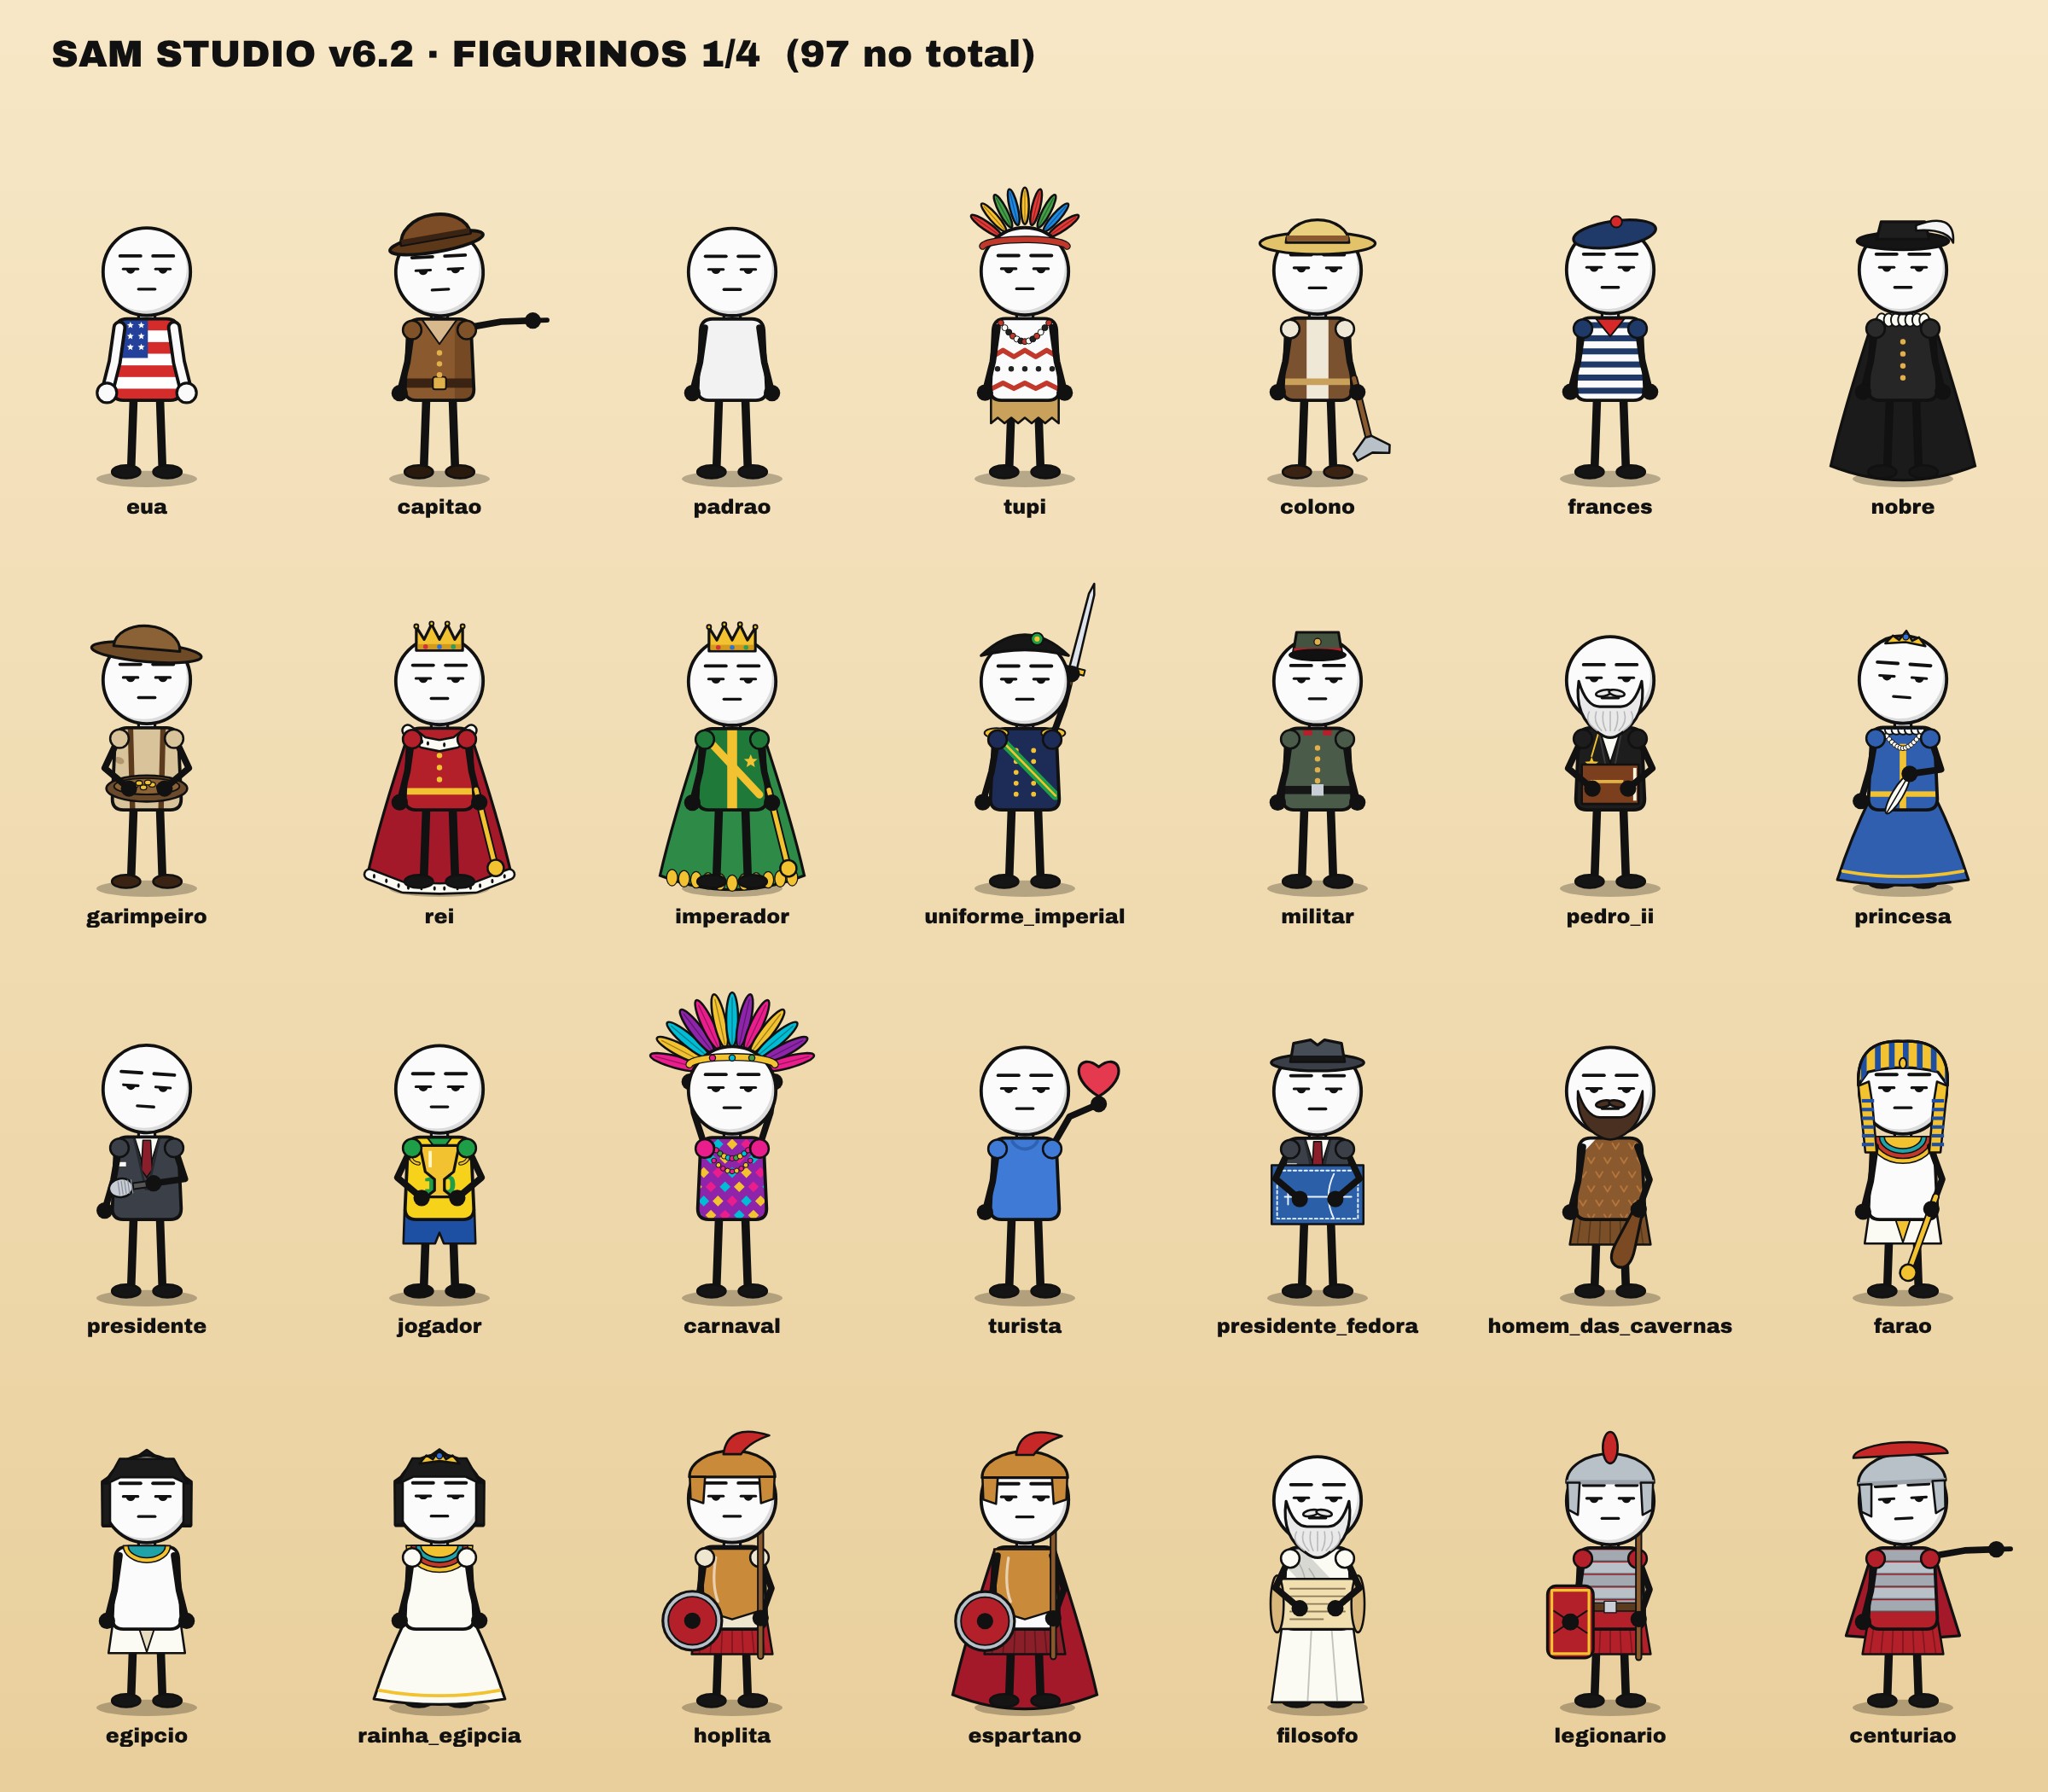 SAM STUDIO v6.2 · FIGURINOS 1/4 (97 no total)
eua capitao padrao tupi colono frances nobre
garimpeiro rei imperador uniforme_imperial militar pedro_ii princesa
presidente jogador carnaval turista presidente_fedora homem_das_cavernas farao
egipcio rainha_egipcia hoplita espartano filosofo legionario centuriao